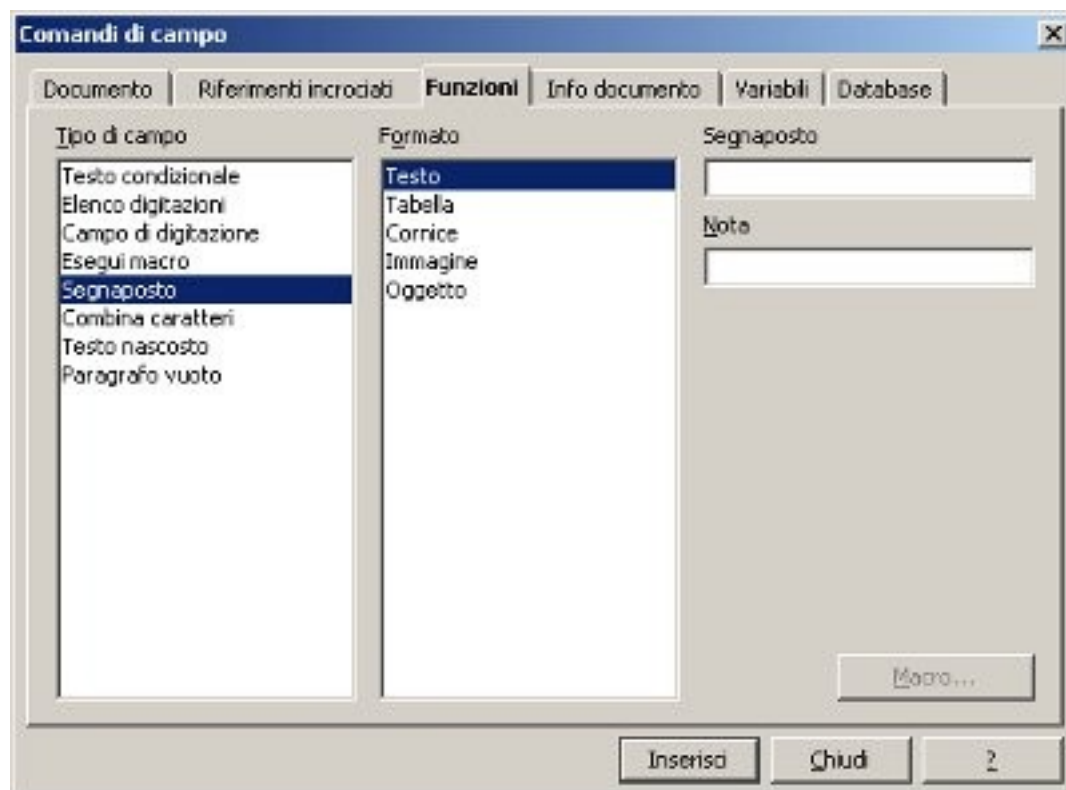 Comandi di campo
Documento
Riferimenti incrociati
Funzioni
Info documento
Variabili
Database
Tipo di campo
Testo condizionale
Elenco digitazioni
Campo di digitazione
Esegui macro
Segnaposto
Combina caratteri
Testo nascosto
Paragrafo vuoto
Formato
Testo
Tabella
Cornice
Immagine
Oggetto
Segnaposto
Nota
Macro...
Inserisci
Chiudi
?